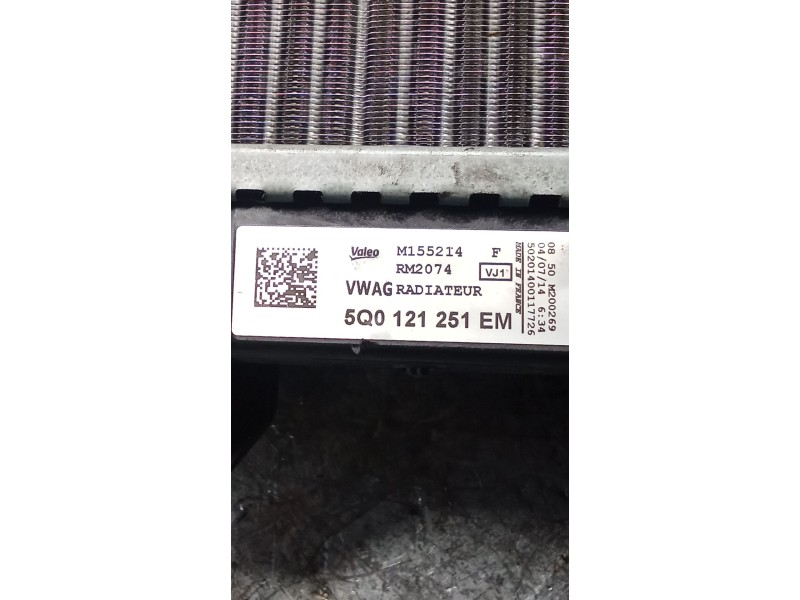 Valeo M155214 F
RM2074 VJ1
VWAG RADIATEUR
5Q0 121 251 EM
MADE IN FRANCE
08 50 M200269
04/07/14 6:34
50201400117726